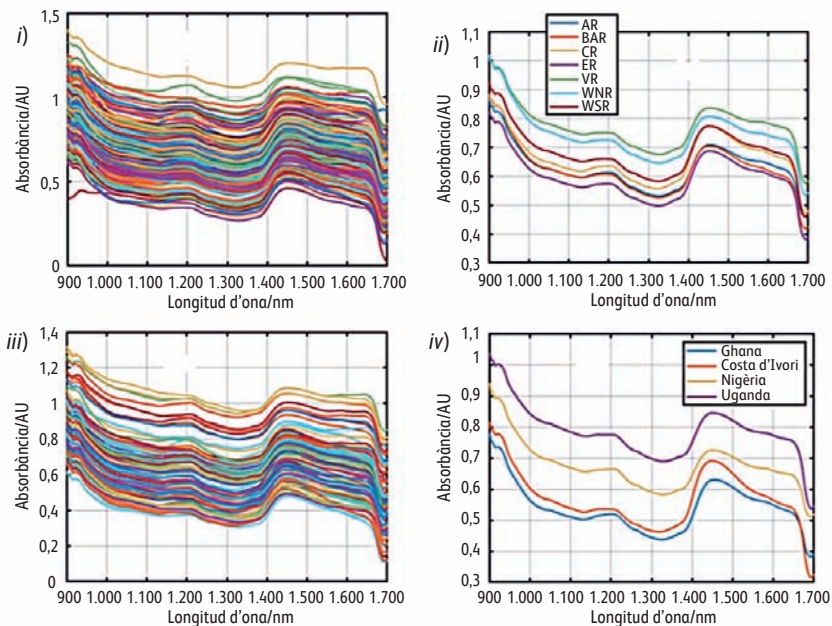 i)
Absorbància/AU
1,5
1
0,5
0
900 1.000 1.100 1.200 1.300 1.400 1.500 1.600 1.700
Longitud d'ona/nm
ii)
Absorbància/AU
1,1
1
0,9
0,8
0,7
0,6
0,5
0,4
0,3
AR
BAR
CR
ER
VR
WNR
WSR
900 1.000 1.100 1.200 1.300 1.400 1.500 1.600 1.700
Longitud d'ona/nm
iii)
Absorbància/AU
1,4
1,2
1
0,8
0,6
0,4
0,2
0
900 1.000 1.100 1.200 1.300 1.400 1.500 1.600 1.700
Longitud d'ona/nm
iv)
Absorbància/AU
1,1
1
0,9
0,8
0,7
0,6
0,5
0,4
0,3
Ghana
Costa d'Ivori
Nigèria
Uganda
900 1.000 1.100 1.200 1.300 1.400 1.500 1.600 1.700
Longitud d'ona/nm